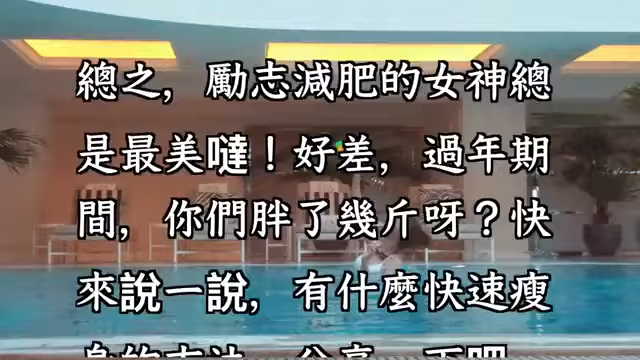 總之，勵志減肥的女神總
是最美噠！好差，過年期
間，你們胖了幾斤呀？快
來說一說，有什麼快速瘦